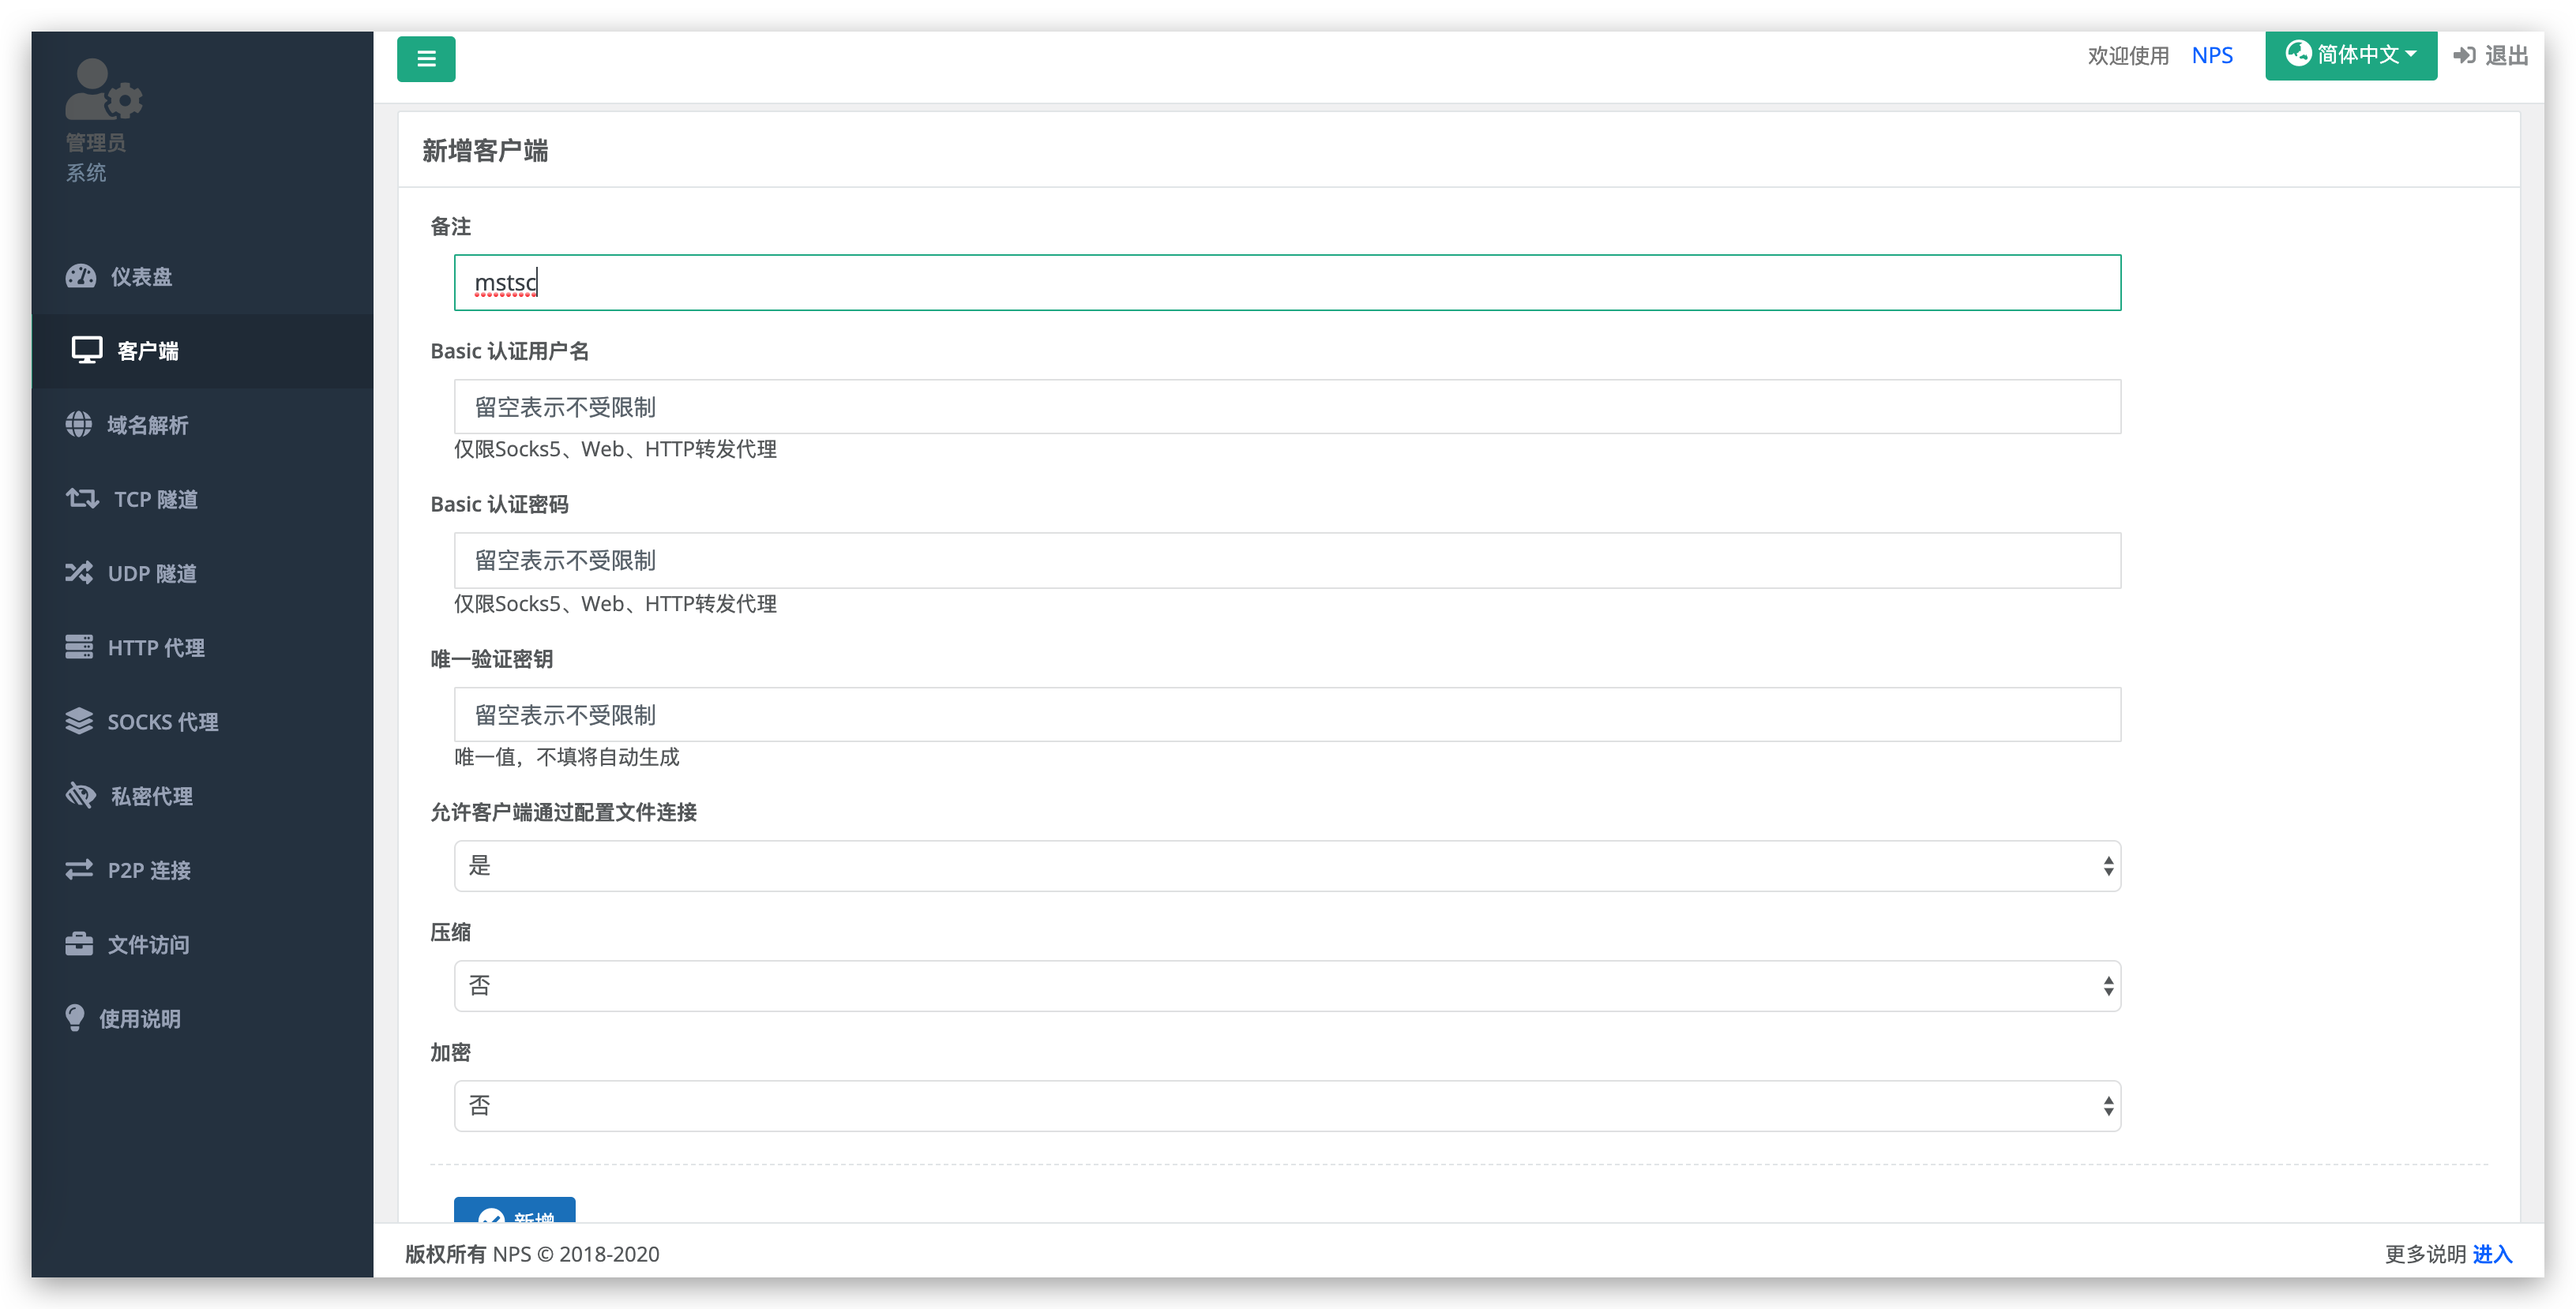 欢迎使用 NPS 简体中文 退出
管理员
系统
仪表盘
客户端
域名解析
TCP 隧道
UDP 隧道
HTTP 代理
SOCKS 代理
私密代理
P2P 连接
文件访问
使用说明
新增客户端
备注
mstsc
Basic 认证用户名
留空表示不受限制
仅限Socks5、Web、HTTP转发代理
Basic 认证密码
留空表示不受限制
仅限Socks5、Web、HTTP转发代理
唯一验证密钥
留空表示不受限制
唯一值，不填将自动生成
允许客户端通过配置文件连接
是
压缩
否
加密
否
新增
版权所有 NPS © 2018-2020
更多说明 进入